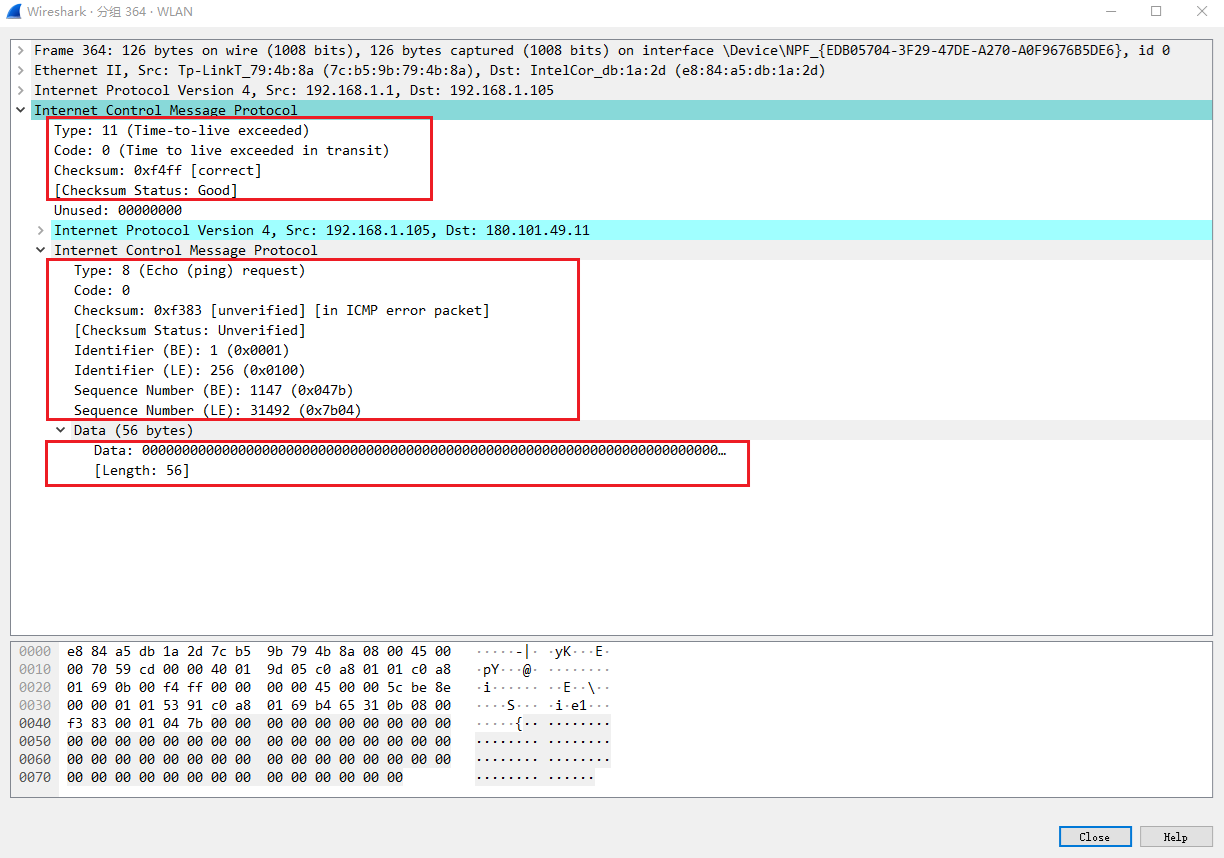 Wireshark · 分组 364 · WLAN
Frame 364: 126 bytes on wire (1008 bits), 126 bytes captured (1008 bits) on interface \Device\NPF_{EDB05704-3F29-47DE-A270-A0F9676B5DE6}, id 0
Ethernet II, Src: Tp-LinkT_79:4b:8a (7c:b5:9b:79:4b:8a), Dst: IntelCor_db:1a:2d (e8:84:a5:db:1a:2d)
Internet Protocol Version 4, Src: 192.168.1.1, Dst: 192.168.1.105
Internet Control Message Protocol
Type: 11 (Time-to-live exceeded)
Code: 0 (Time to live exceeded in transit)
Checksum: 0xf4ff [correct]
[Checksum Status: Good]
Unused: 00000000
Internet Protocol Version 4, Src: 192.168.1.105, Dst: 180.101.49.11
Internet Control Message Protocol
Type: 8 (Echo (ping) request)
Code: 0
Checksum: 0xf383 [unverified] [in ICMP error packet]
[Checksum Status: Unverified]
Identifier (BE): 1 (0x0001)
Identifier (LE): 256 (0x0100)
Sequence Number (BE): 1147 (0x047b)
Sequence Number (LE): 31492 (0x7b04)
Data (56 bytes)
Data: 000000000000000000000000000000000000000000000000000000000000000000000000…
[Length: 56]
0000 e8 84 a5 db 1a 2d 7c b5 9b 79 4b 8a 08 00 45 00 ·····-|· ·yK···E·
0010 00 70 59 cd 00 00 40 01 9d 05 c0 a8 01 01 c0 a8 ·pY···@· ········
0020 01 69 0b 00 f4 ff 00 00 00 00 45 00 00 5c be 8e ·i······ ··E··\··
0030 00 00 01 01 53 91 c0 a8 01 69 b4 65 31 0b 08 00 ····S··· ·i·e1···
0040 f3 83 00 01 04 7b 00 00 00 00 00 00 00 00 00 00 ·····{·· ········
0050 00 00 00 00 00 00 00 00 00 00 00 00 00 00 00 00 ········ ········
0060 00 00 00 00 00 00 00 00 00 00 00 00 00 00 00 00 ········ ········
0070 00 00 00 00 00 00 00 00 00 00 00 00 00 00 ········ ······
Close Help